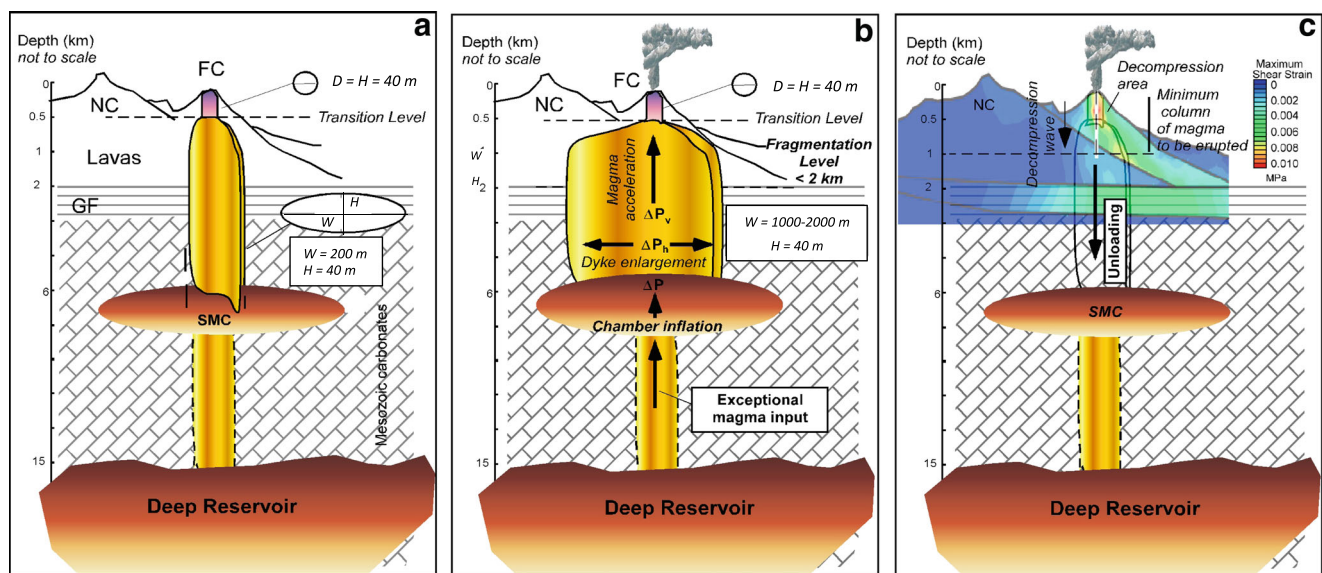 a
Depth (km)
not to scale
FC
D = H = 40 m
0
NC
0.5
Transition Level
Lavas
1
2
GF
H
W
W = 200 m
H = 40 m
6
SMC
Mesozoic carbonates
15
Deep Reservoir
b
Depth (km)
not to scale
FC
D = H = 40 m
0
NC
0.5
Transition Level
Fragmentation
Level
< 2 km
1
W
H
2
Magma
acceleration
ΔPv
W = 1000-2000 m
H = 40 m
ΔPh
Dyke enlargement
ΔP
6
Chamber inflation
Exceptional
magma input
15
Deep Reservoir
c
Depth (km)
not to scale
0
NC
0.5
1
2
Decompression
wave
Decompression
area
Minimum
column
of magma
to be erupted
Maximum
Shear Strain
0
0.002
0.004
0.006
0.008
0.010
MPa
Unloading
6
SMC
15
Deep Reservoir